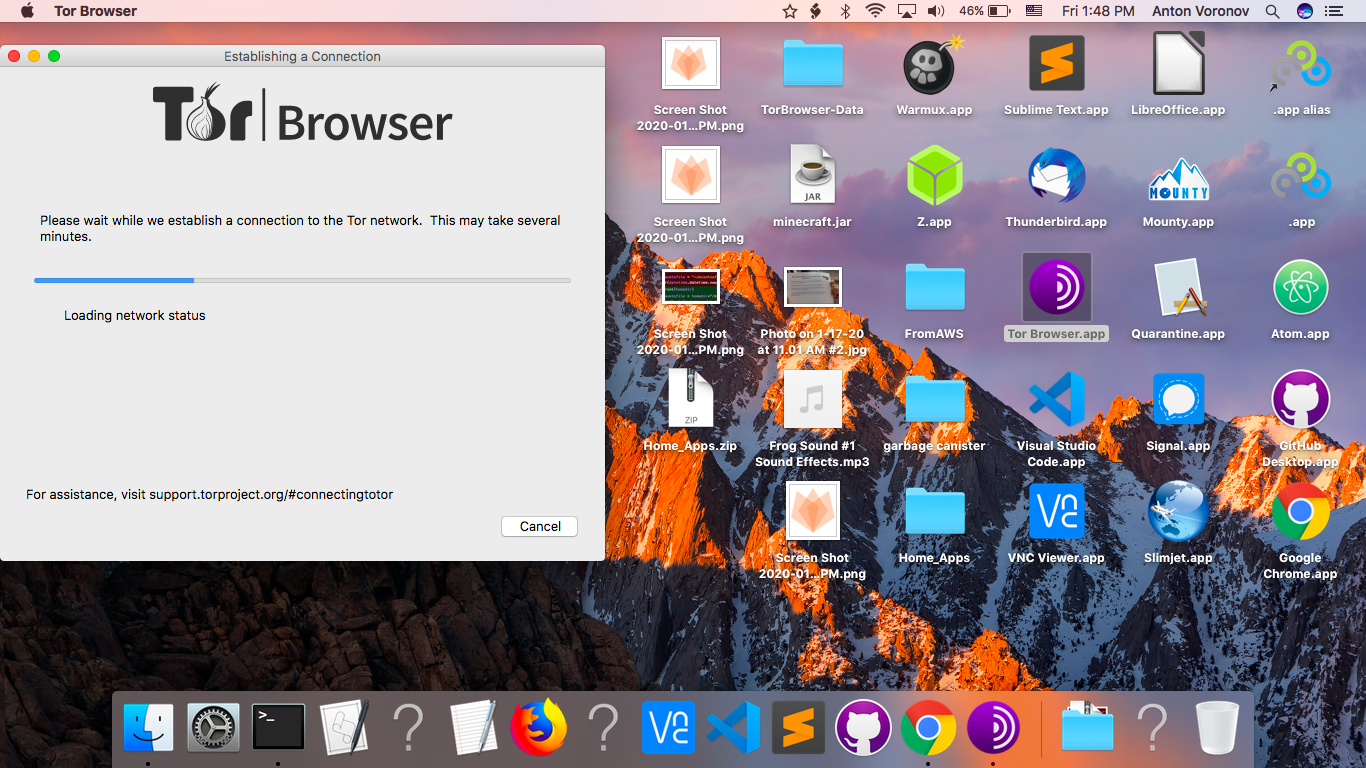 Tor Browser
46%
Fri 1:48 PM
Anton Voronov
Establishing a Connection
Tor Browser
Please wait while we establish a connection to the Tor network.  This may take several
minutes.
Loading network status
For assistance, visit support.torproject.org/#connectingtotor
Cancel
Screen Shot
2020-01...PM.png
TorBrowser-Data
Warmux.app
Sublime Text.app
LibreOffice.app
.app alias
Screen Shot
2020-01...PM.png
JAR
minecraft.jar
Z.app
Thunderbird.app
MOUNTY
Mounty.app
.app
Screen Shot
2020-01...PM.png
Photo on 1-17-20
at 11.01 AM #2.jpg
FromAWS
Tor Browser.app
Quarantine.app
Atom.app
ZIP
Home_Apps.zip
Frog Sound #1
Sound Effects.mp3
garbage canister
Visual Studio
Code.app
Signal.app
GitHub
Desktop.app
Screen Shot
2020-01...PM.png
Home_Apps
VNC Viewer.app
Slimjet.app
Google
Chrome.app
>_